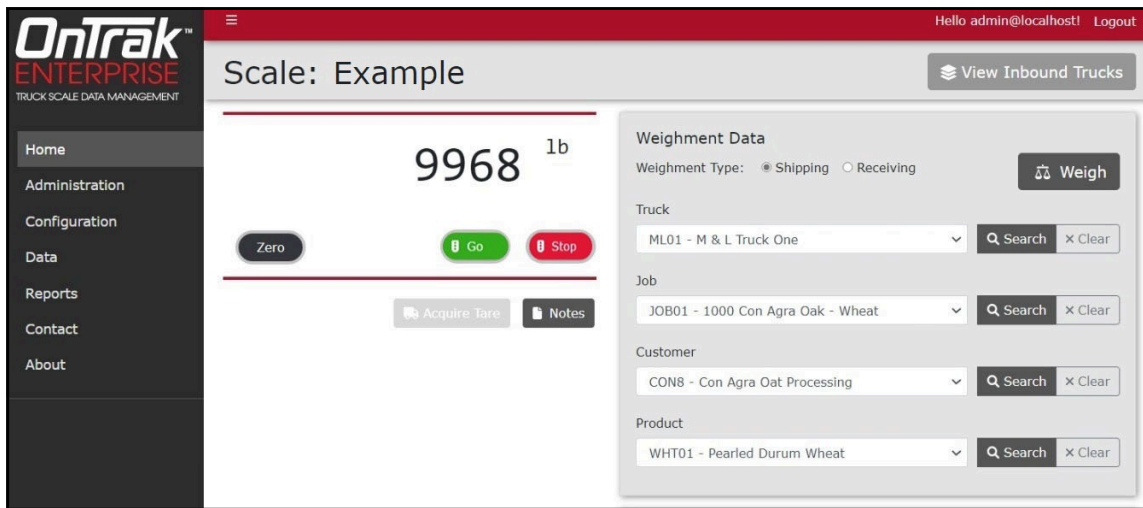 OnTrak™
ENTERPRISE
TRUCK SCALE DATA MANAGEMENT
Home
Administration
Configuration
Data
Reports
Contact
About
Hello admin@localhost! Logout
Scale: Example
View Inbound Trucks
9968 lb
Zero
Go
Stop
Acquire Tare
Notes
Weighment Data
Weighment Type: Shipping Receiving
Weigh
Truck
ML01 - M & L Truck One
Search
Clear
Job
JOB01 - 1000 Con Agra Oak - Wheat
Search
Clear
Customer
CON8 - Con Agra Oat Processing
Search
Clear
Product
WHT01 - Pearled Durum Wheat
Search
Clear